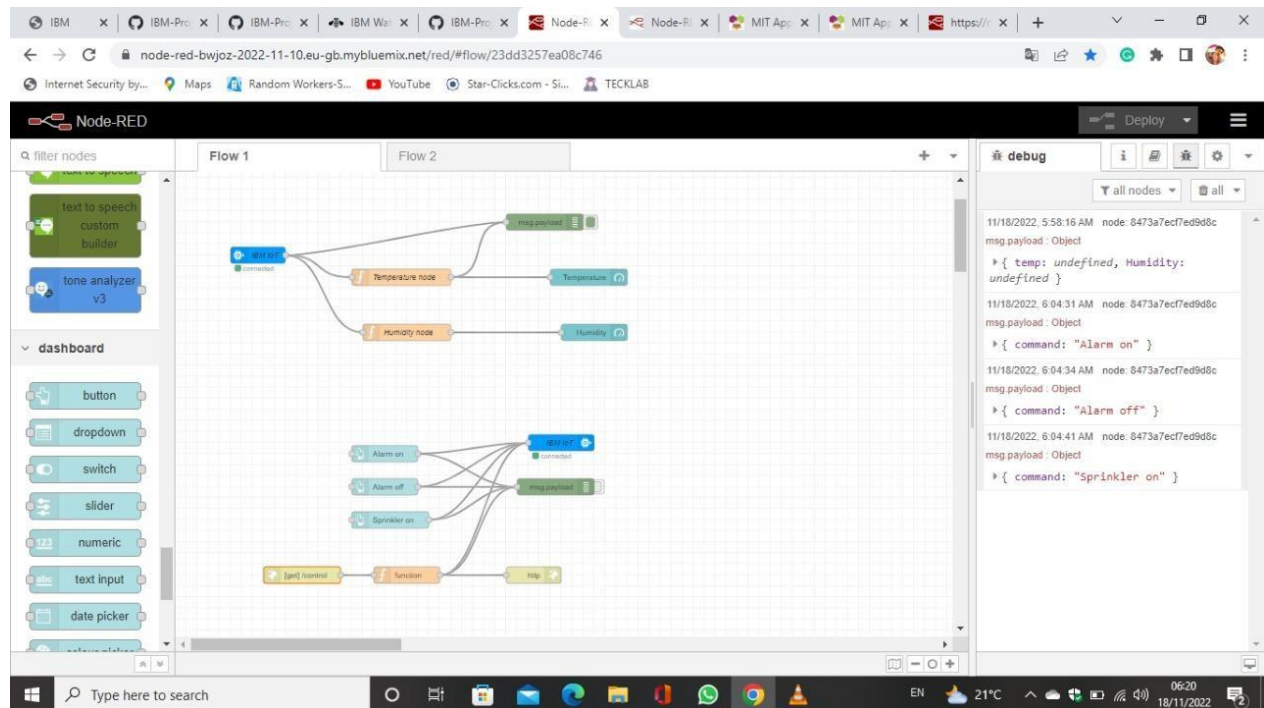 IBM
IBM-Pro
IBM-Pro
IBM Wat
IBM-Pro
Node-R
Node-R
MIT App
MIT App
https://
node-red-bwjoz-2022-11-10.eu-gb.mybluemix.net/red/#flow/23dd3257ea08c746
Internet Security by...
Maps
Random Workers-S...
YouTube
Star-Clicks.com - Si...
TECKLAB
Node-RED
Deploy
filter nodes
Flow 1
Flow 2
debug
all nodes
all
text to speech
text to speech
custom
builder
tone analyzer
v3
dashboard
button
dropdown
switch
slider
123
numeric
abc
text input
date picker
msg.payload
IBM IoT
connected
Temperature node
Temperature
Humidity node
Humidity
IBM IoT
connected
Alarm on
Alarm off
msg.payload
Sprinkler on
[get] /control
function
http
11/18/2022, 5:58:16 AM node: 8473a7ecf7ed9d8c
msg.payload : Object
{ temp: undefined, Humidity:
undefined }
11/18/2022, 6:04:31 AM node: 8473a7ecf7ed9d8c
msg.payload : Object
{ command: "Alarm on" }
11/18/2022, 6:04:34 AM node: 8473a7ecf7ed9d8c
msg.payload : Object
{ command: "Alarm off" }
11/18/2022, 6:04:41 AM node: 8473a7ecf7ed9d8c
msg.payload : Object
{ command: "Sprinkler on" }
Type here to search
EN
21°C
06:20
18/11/2022
2